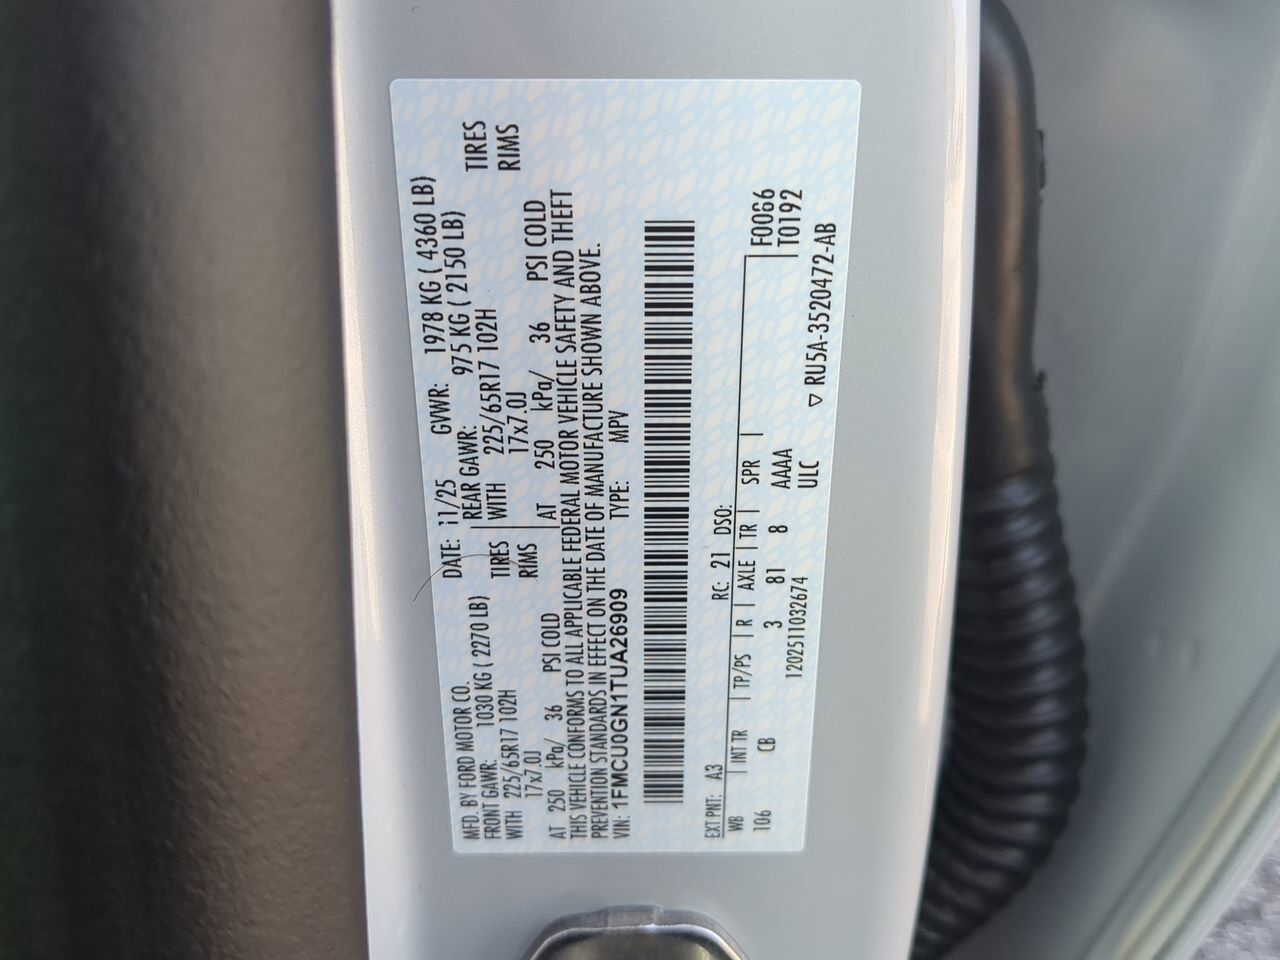 MFD. BY FORD MOTOR CO. DATE: 11/25 GVWR: 1978 KG ( 4360 LB)
FRONT GAWR: 1030 KG ( 2270 LB) REAR GAWR: 975 KG ( 2150 LB)
WITH 225/65R17 102H TIRES WITH 225/65R17 102H TIRES
17x7.0J RIMS 17x7.0J RIMS
AT 250 kPa/ 36 PSI COLD AT 250 kPa/ 36 PSI COLD
THIS VEHICLE CONFORMS TO ALL APPLICABLE FEDERAL MOTOR VEHICLE SAFETY AND THEFT
PREVENTION STANDARDS IN EFFECT ON THE DATE OF MANUFACTURE SHOWN ABOVE.
VIN: 1FMCU0GN1TUA26909 TYPE: MPV
EXT PNT: A3 RC: 21 DSO:
WB INT TR TP/PS R AXLE TR SPR F0066
106 CB 3 81 8 AAAA T0192
1202511032674 ULC
▽ RU5A-3520472-AB